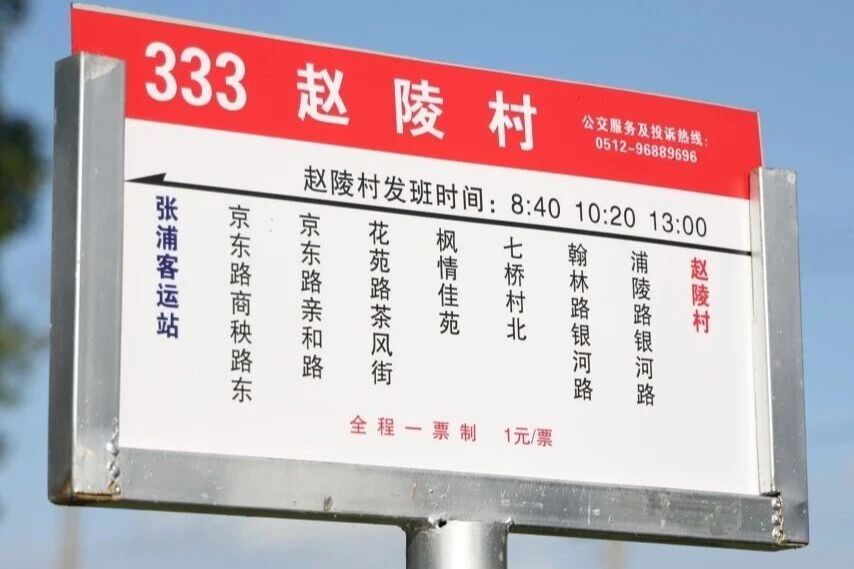 333 赵陵村
公交服务及投诉热线：
0512-96889696
赵陵村发班时间：8:40 10:20 13:00
张浦客运站
京东路商秧路东
京东路亲和路
花苑路茶风街
枫情佳苑
七桥村北
翰林路银河路
浦陵路银河路
赵陵村
全程一票制 1元/票